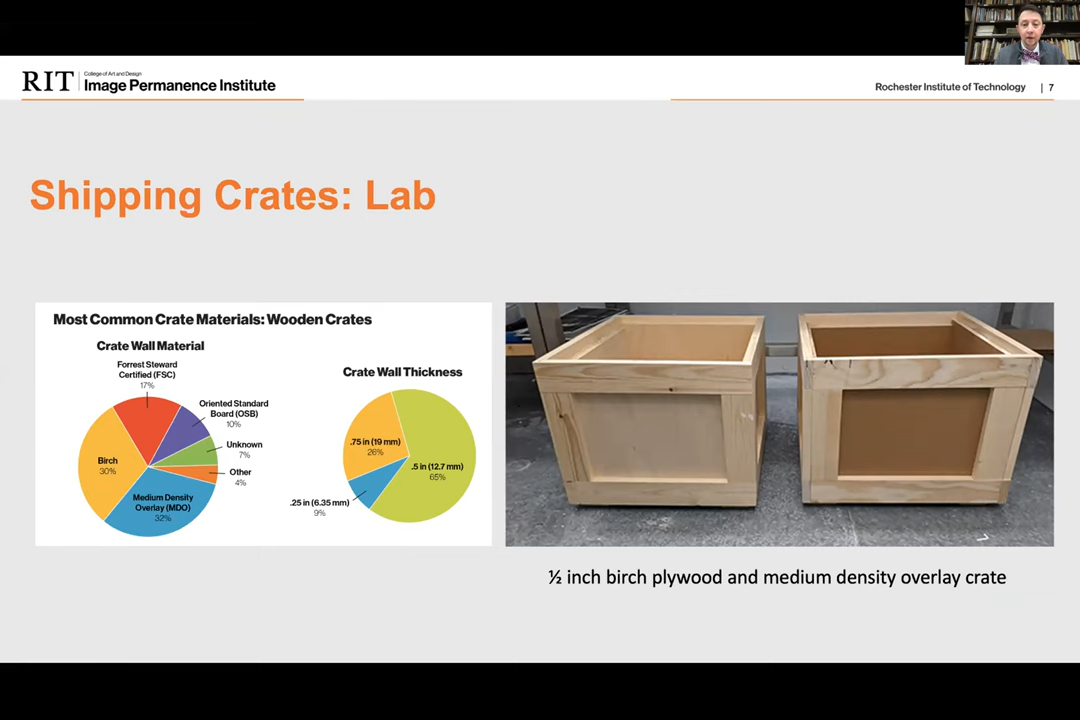 RIT
College of Art and Design
Image Permanence Institute
Rochester Institute of Technology | 7
Shipping Crates: Lab
Most Common Crate Materials: Wooden Crates
Crate Wall Material
Forrest Steward
Certified (FSC)
17%
Oriented Standard
Board (OSB)
10%
Unknown
7%
Other
4%
Birch
30%
Medium Density
Overlay (MDO)
32%
Crate Wall Thickness
.75 in (19 mm)
26%
.5 in (12.7 mm)
65%
.25 in (6.35 mm)
9%
½ inch birch plywood and medium density overlay crate